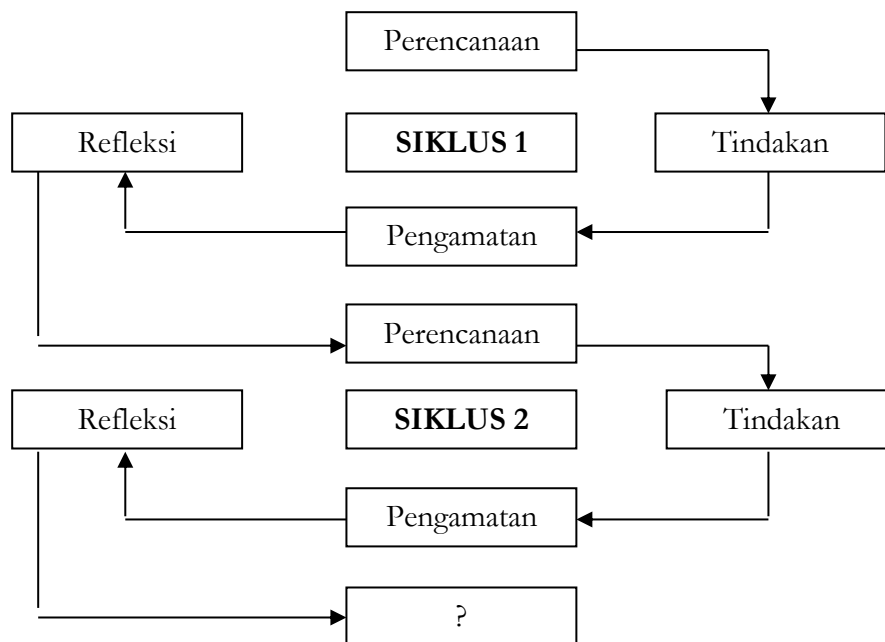 Perencanaan
Refleksi
SIKLUS 1
Tindakan
Pengamatan
Perencanaan
Refleksi
SIKLUS 2
Tindakan
Pengamatan
?